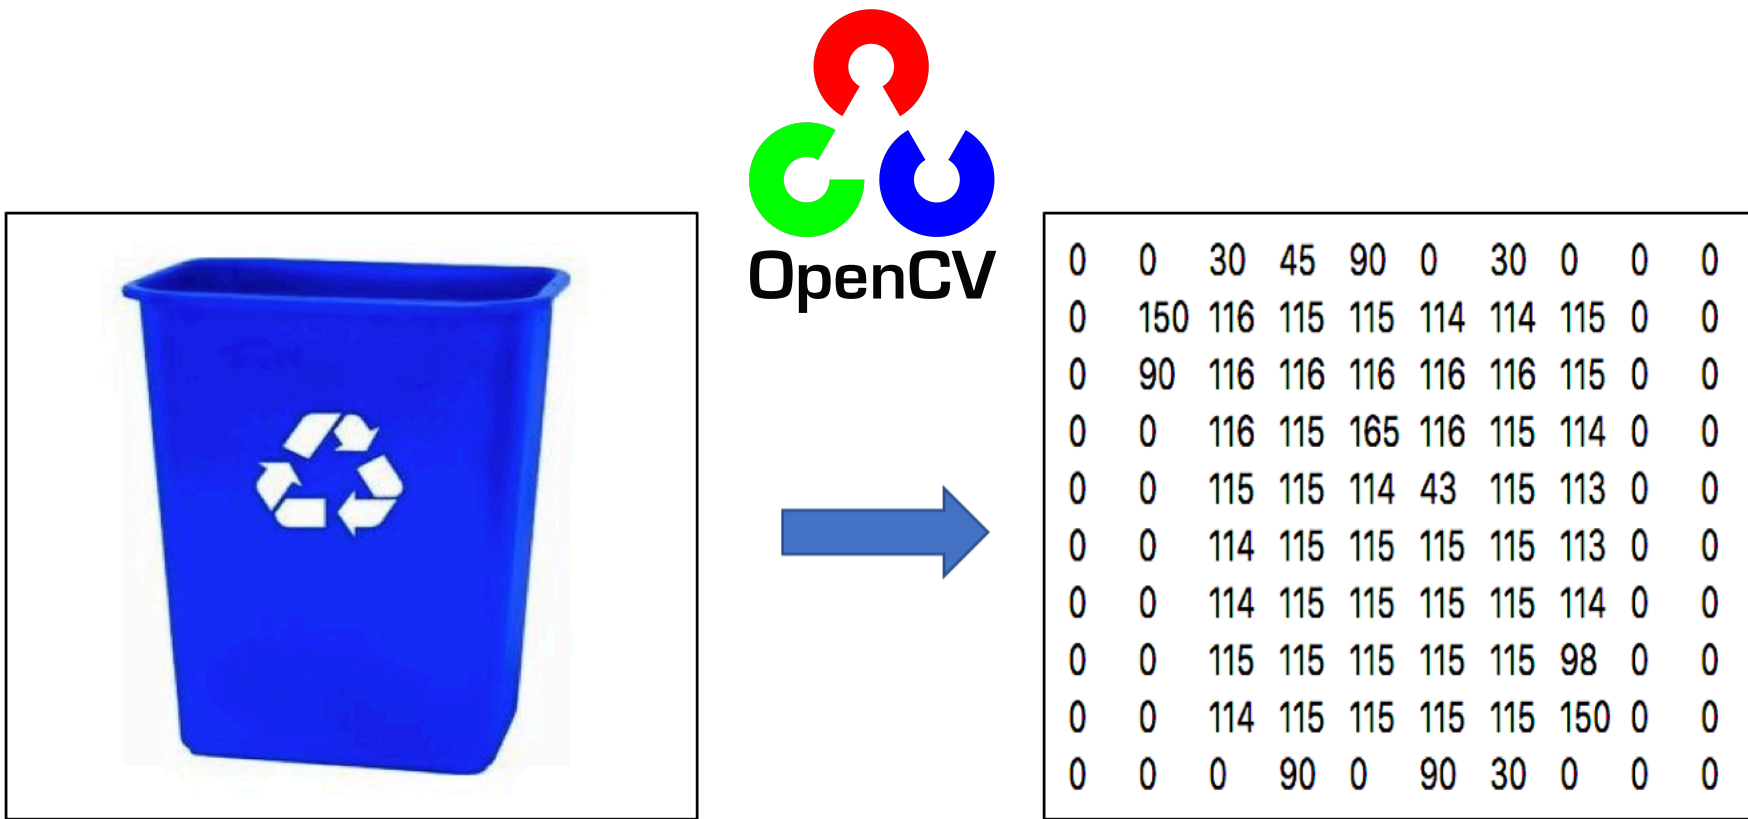 OpenCV
0 0 30 45 90 0 30 0 0 0
0 150 116 115 115 114 114 115 0 0
0 90 116 116 116 116 116 115 0 0
0 0 116 115 165 116 115 114 0 0
0 0 115 115 114 43 115 113 0 0
0 0 114 115 115 115 115 113 0 0
0 0 114 115 115 115 115 114 0 0
0 0 115 115 115 115 115 98 0 0
0 0 114 115 115 115 115 150 0 0
0 0 0 90 0 90 30 0 0 0